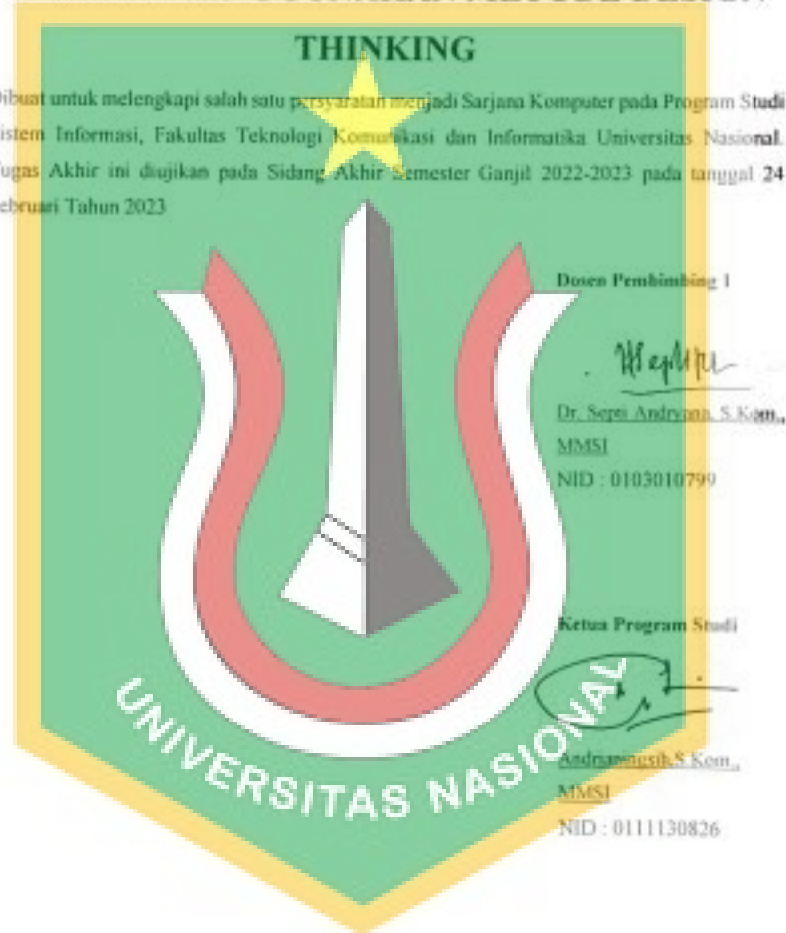 THINKING
Dibuat untuk melengkapi salah satu persyaratan menjadi Sarjana Komputer pada Program Studi
Sistem Informasi, Fakultas Teknologi Komunikasi dan Informatika Universitas Nasional.
Tugas Akhir ini diujikan pada Sidang Akhir Semester Ganjil 2022-2023 pada tanggal 24
Februari Tahun 2023
Dosen Pembimbing 1
Dr. Septi Andryana, S.Kom.,
MMSI
NID : 0103010799
Ketua Program Studi
Andrianingsih,S.Kom.,
MMSI
NID : 0111130826
UNIVERSITAS NASIONAL